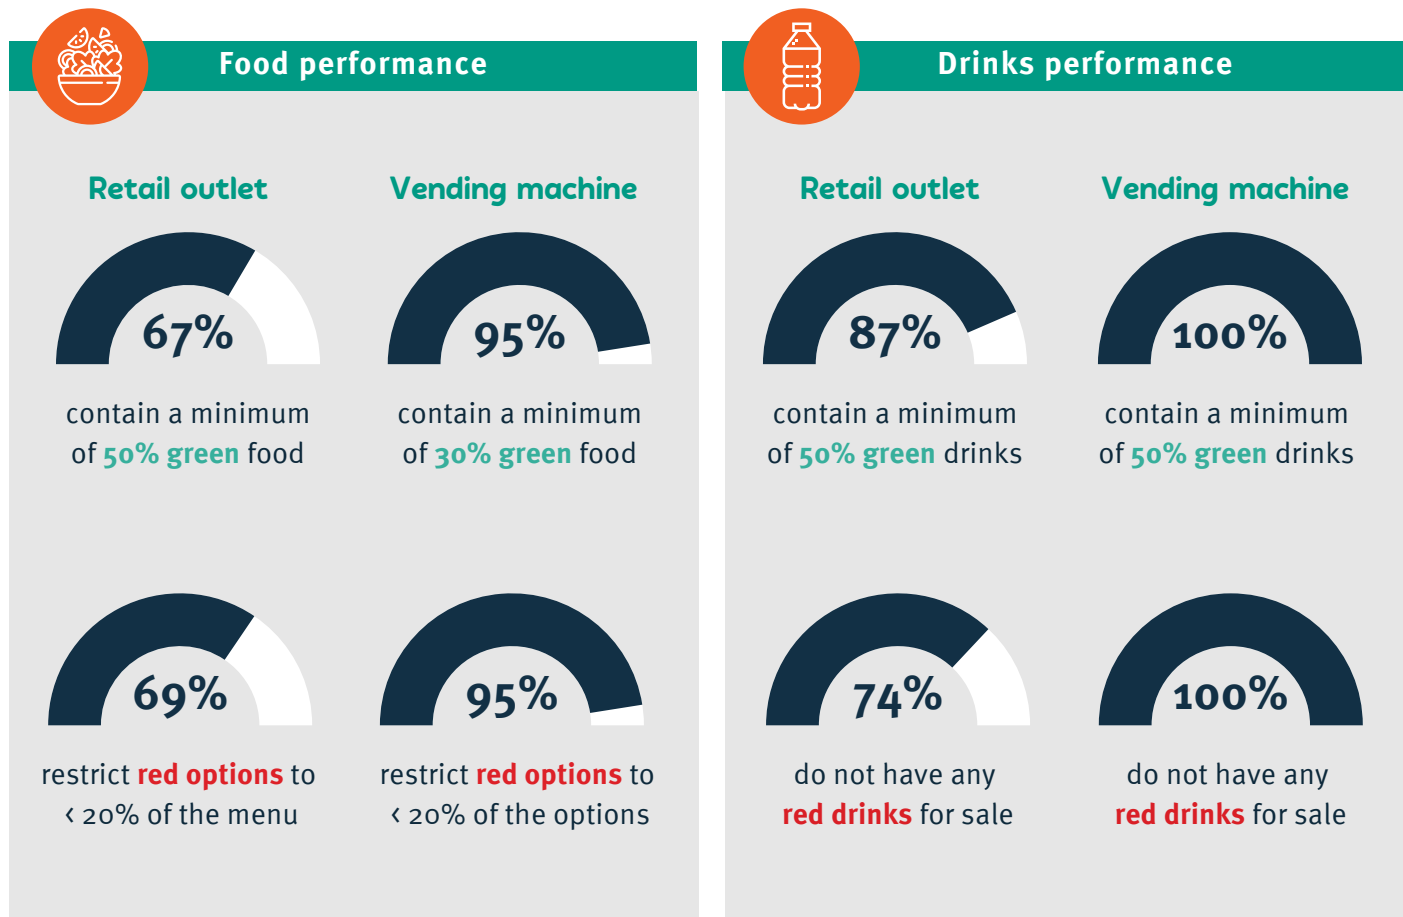 Food performance
Retail outlet
67%
contain a minimum
of 50% green food
Vending machine
95%
contain a minimum
of 30% green food
69%
restrict red options to
< 20% of the menu
95%
restrict red options to
< 20% of the options
Drinks performance
Retail outlet
87%
contain a minimum
of 50% green drinks
Vending machine
100%
contain a minimum
of 50% green drinks
74%
do not have any
red drinks for sale
100%
do not have any
red drinks for sale